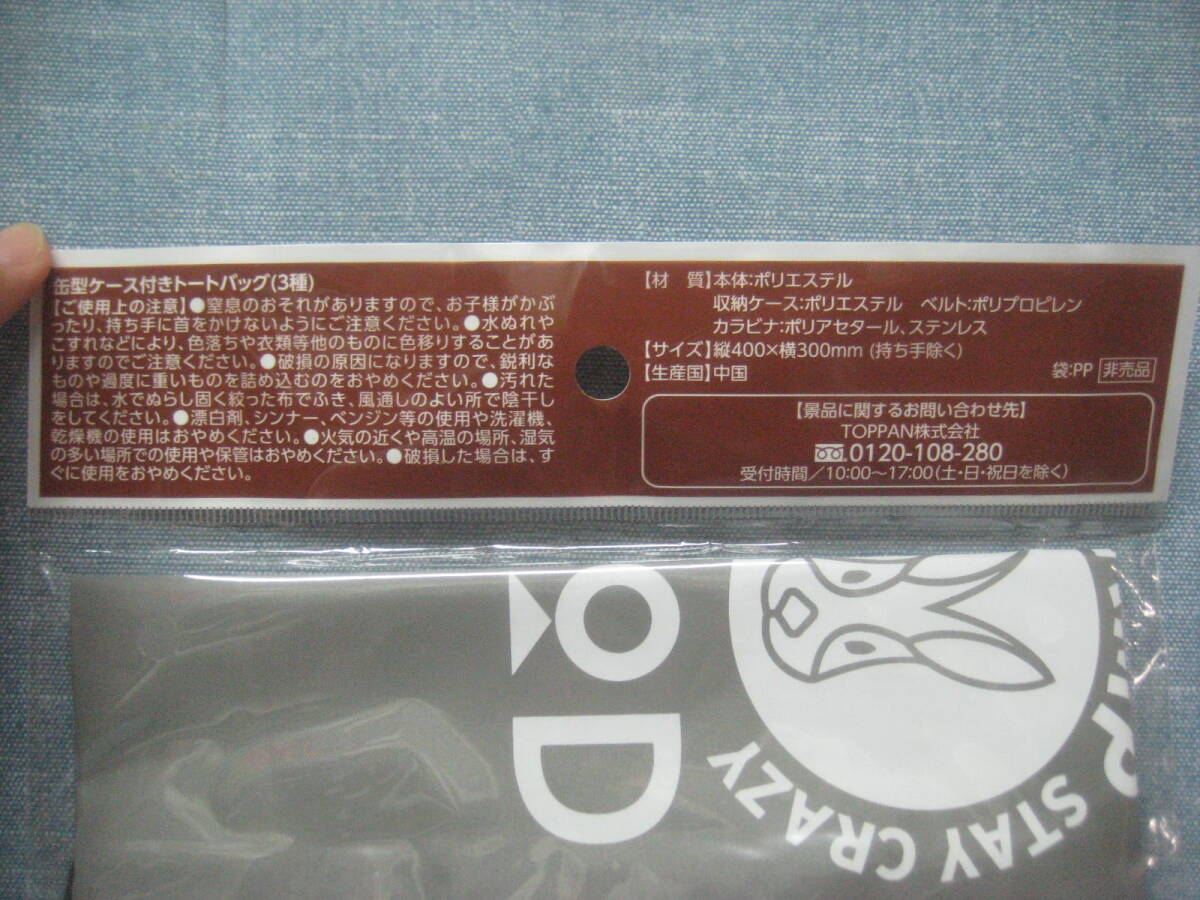 缶型ケース付きトートバッグ(3種)
【ご使用上の注意】●窒息のおそれがありますので、お子様がかぶ
ったり、持ち手に首をかけないようにご注意ください。●水ぬれや
こすれなどにより、色落ちや衣類等他のものに色移りすることがあ
りますのでご注意ください。●破損の原因になりますので、鋭利な
ものや過度に重いものを詰め込むのをおやめください。●汚れた
場合は、水でぬらし固く絞った布でふき、風通しのよい所で陰干し
をしてください。●漂白剤、シンナー、ベンジン等の使用や洗濯機、
乾燥機の使用はおやめください。●火気の近くや高温の場所、湿気
の多い場所での使用や保管はおやめください。●破損した場合は、す
ぐに使用をおやめください。
【材　質】本体:ポリエステル
収納ケース:ポリエステル　ベルト:ポリプロピレン
カラビナ:ポリアセタール、ステンレス
【サイズ】縦400×横300mm (持ち手除く)
【生産国】中国
袋:PP 非売品
【景品に関するお問い合わせ先】
TOPPAN株式会社
0120-108-280
受付時間/10:00〜17:00(土・日・祝日を除く)
D
STAY CRAZY